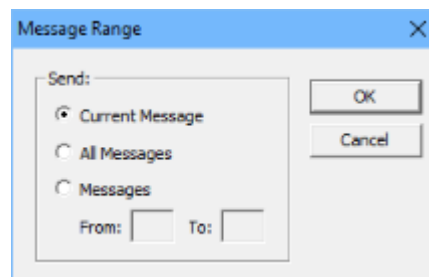 Message Range
Send:
Current Message
All Messages
Messages
From: To:
OK
Cancel